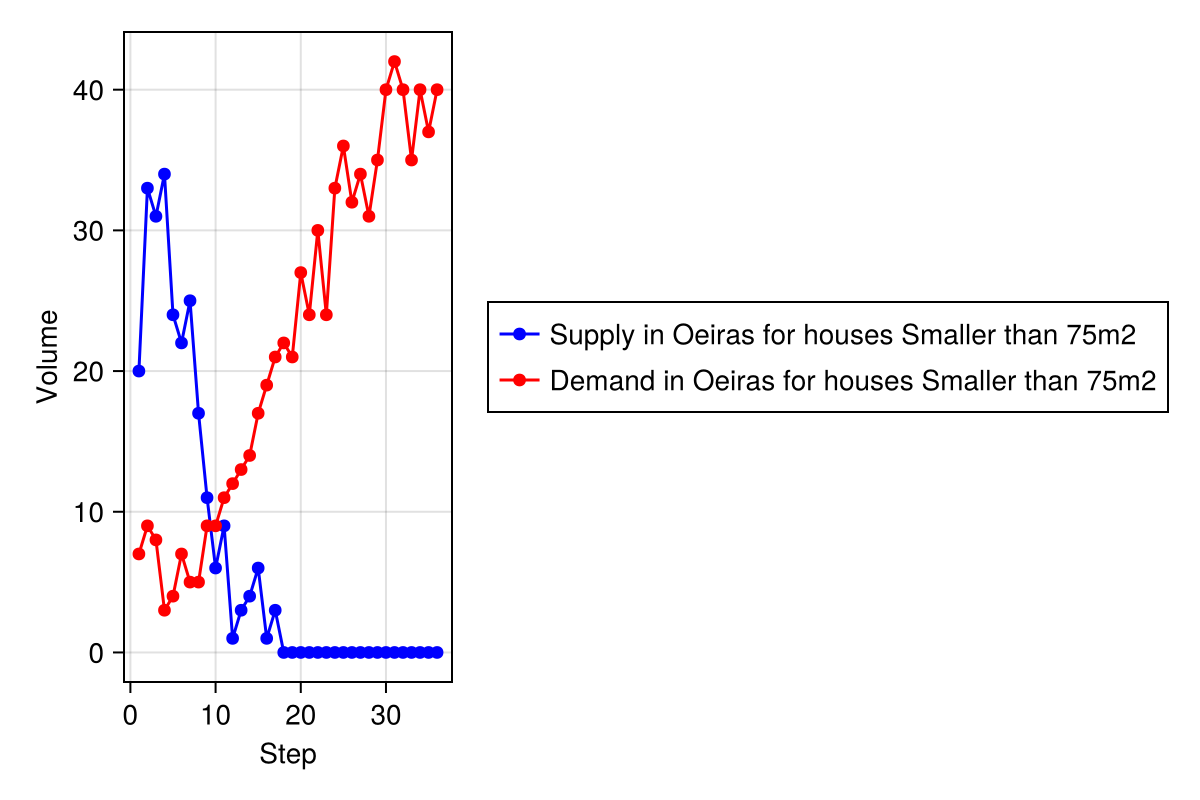 40
30
20
10
0
Volume
0 10 20 30
Step
Supply in Oeiras for houses Smaller than 75m2
Demand in Oeiras for houses Smaller than 75m2